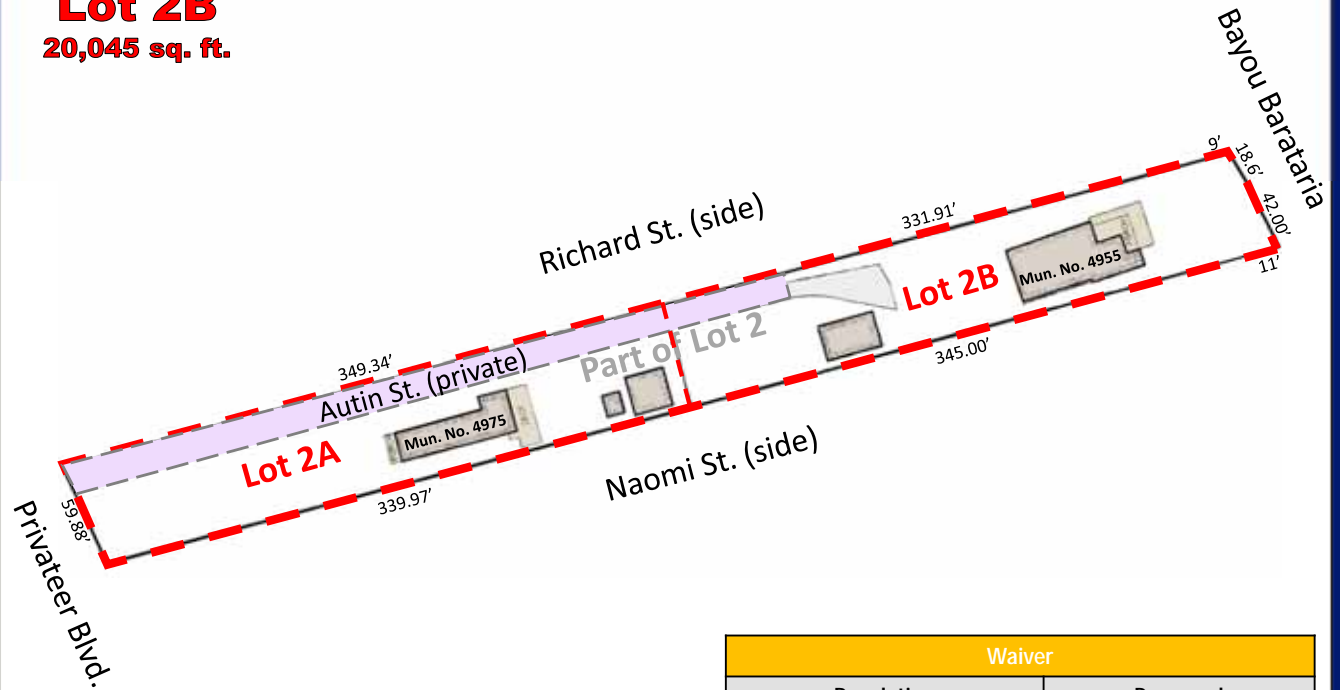 Lot 2B
20,045 sq. ft.
Bayou Barataria
9’
18.6’
42.00’
11’
Richard St. (side)
331.91’
Lot 2B
Mun. No. 4955
Part of Lot 2
345.00’
349.34’
Autin St. (private)
Mun. No. 4975
Lot 2A
339.97’
Naomi St. (side)
59.88’
Privateer Blvd.
Waiver